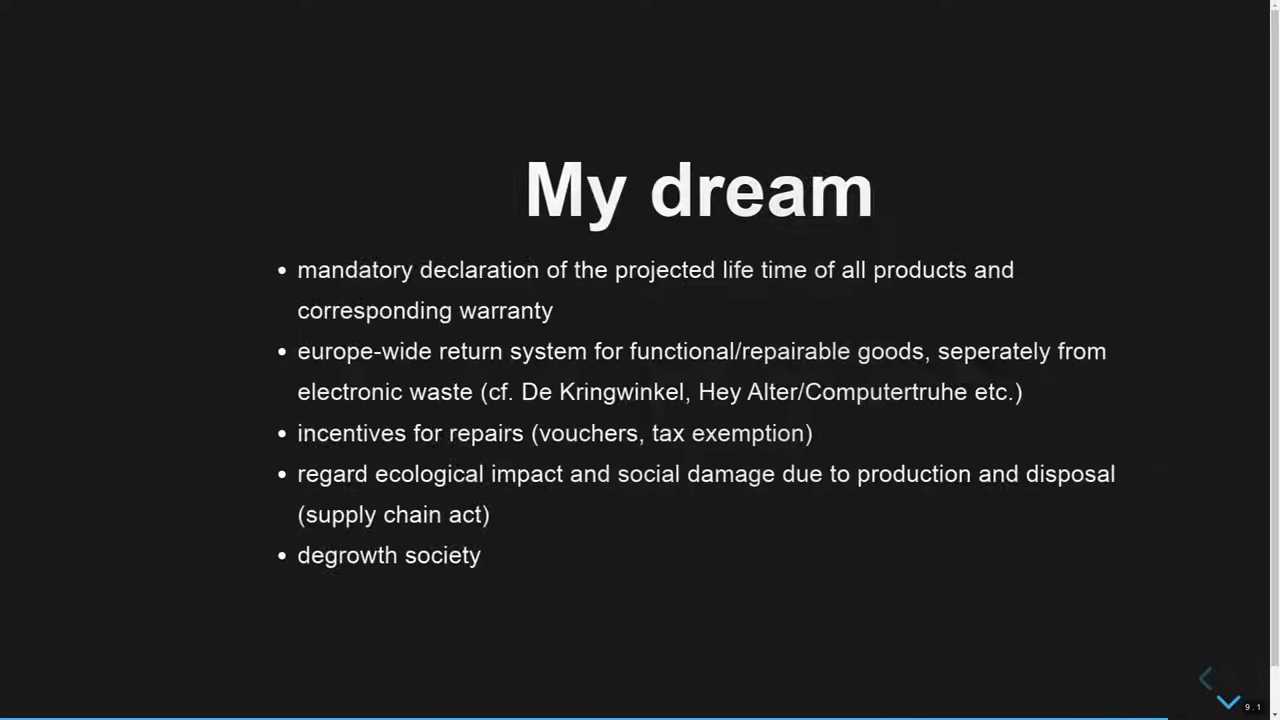 My dream
• mandatory declaration of the projected life time of all products and
corresponding warranty
• europe-wide return system for functional/repairable goods, seperately from
electronic waste (cf. De Kringwinkel, Hey Alter/Computertruhe etc.)
• incentives for repairs (vouchers, tax exemption)
• regard ecological impact and social damage due to production and disposal
(supply chain act)
• degrowth society
9.1